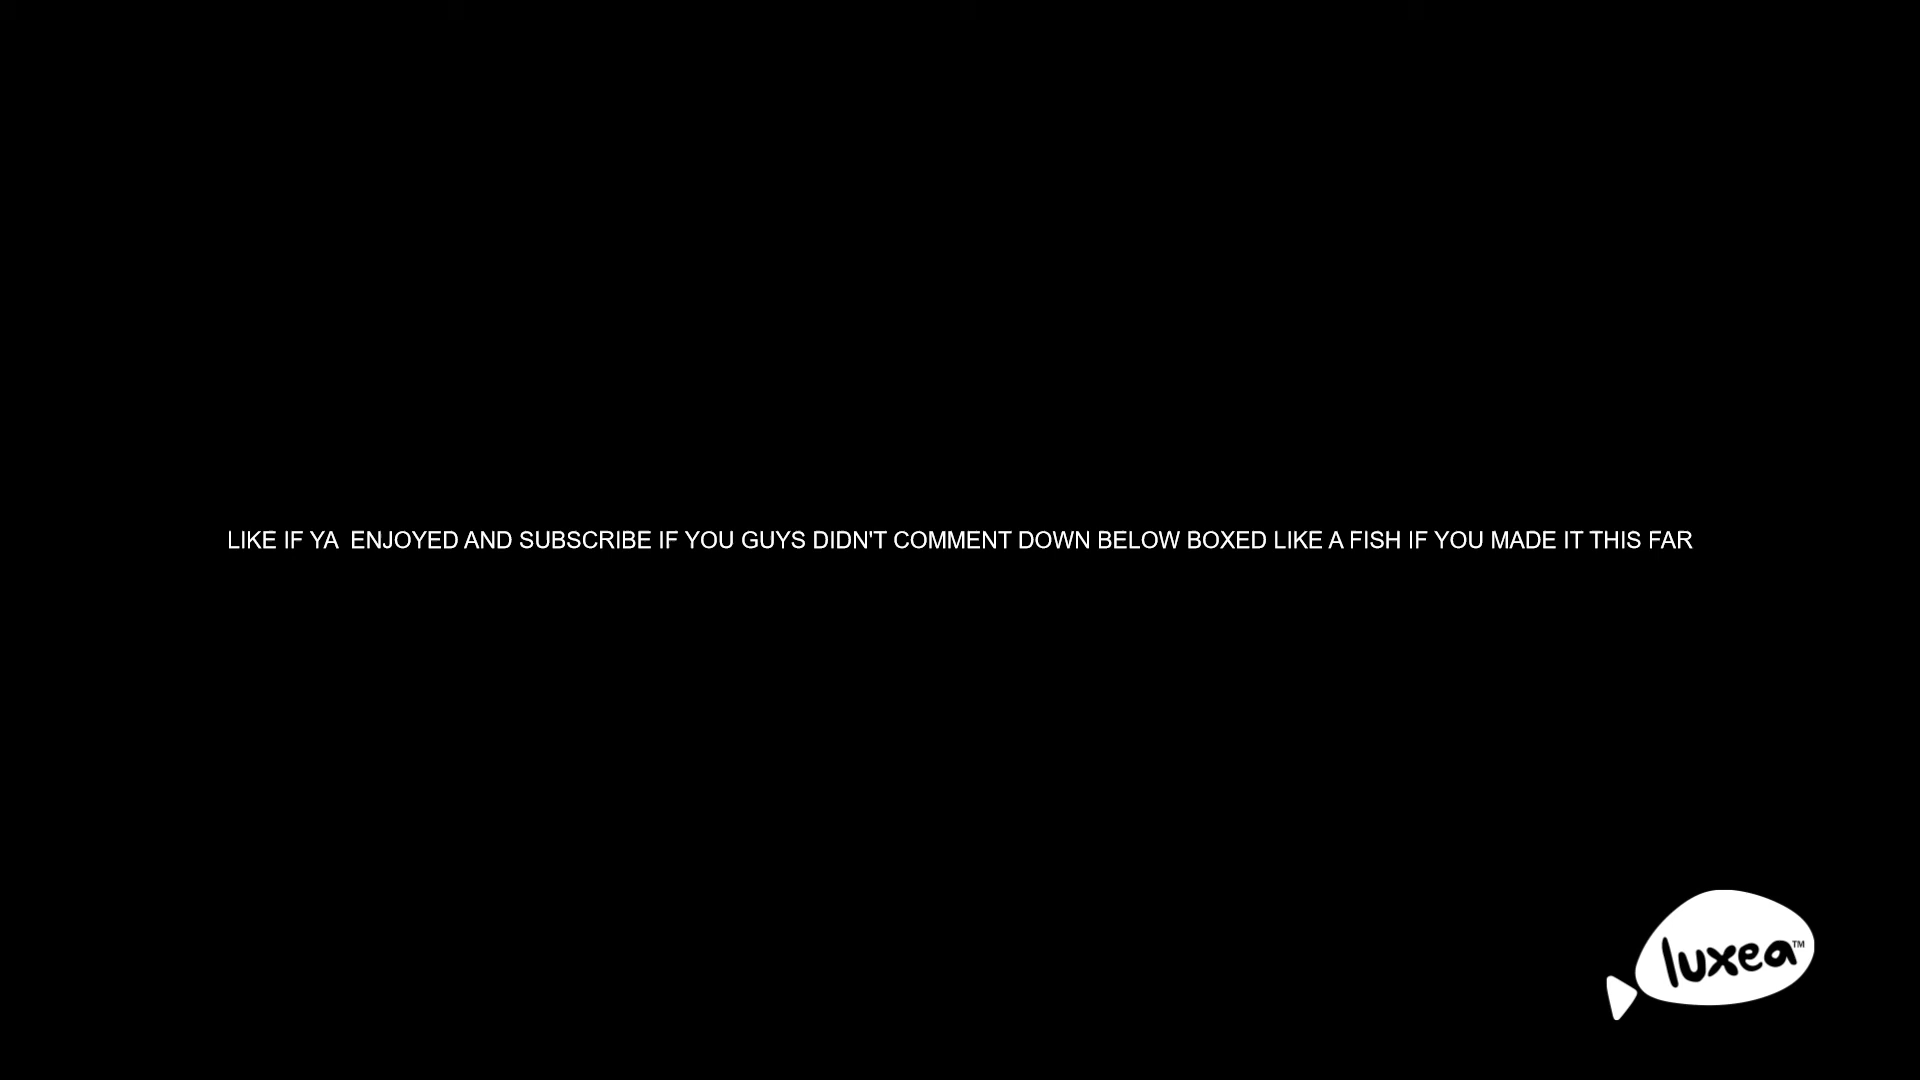 LIKE IF YA  ENJOYED AND SUBSCRIBE IF YOU GUYS DIDN'T COMMENT DOWN BELOW BOXED LIKE A FISH IF YOU MADE IT THIS FAR
luxea™